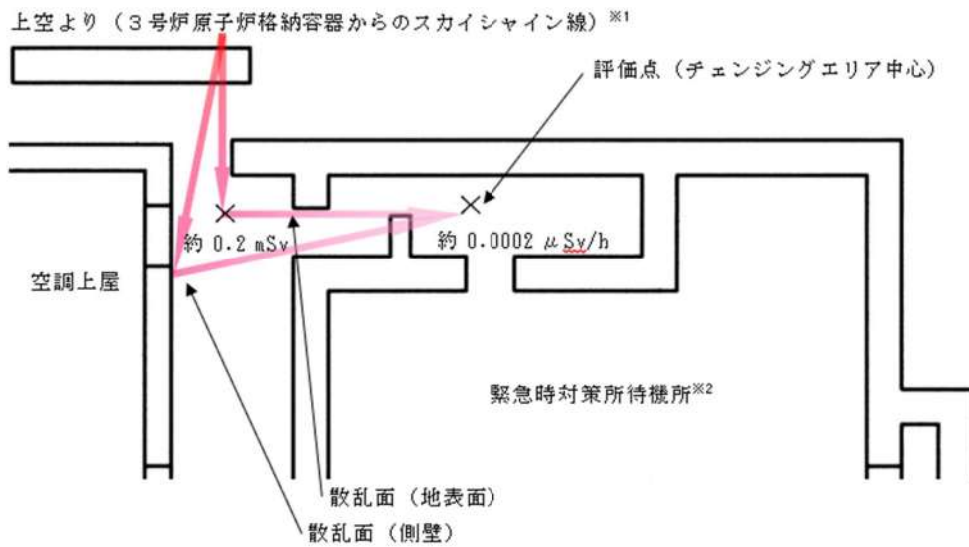 上空より（３号炉原子炉格納容器からのスカイシャイン線）※1
評価点（チェンジングエリア中心）
約 0.2 mSv
約 0.0002 μSv/h
空調上屋
緊急時対策所待機所※2
散乱面（地表面）
散乱面（側壁）